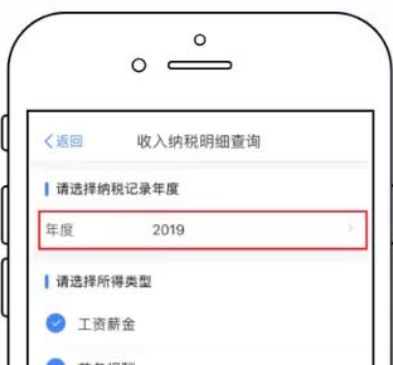 <返回 收入纳税明细查询
请选择纳税记录年度
年度 2019 >
请选择所得类型
工资薪金